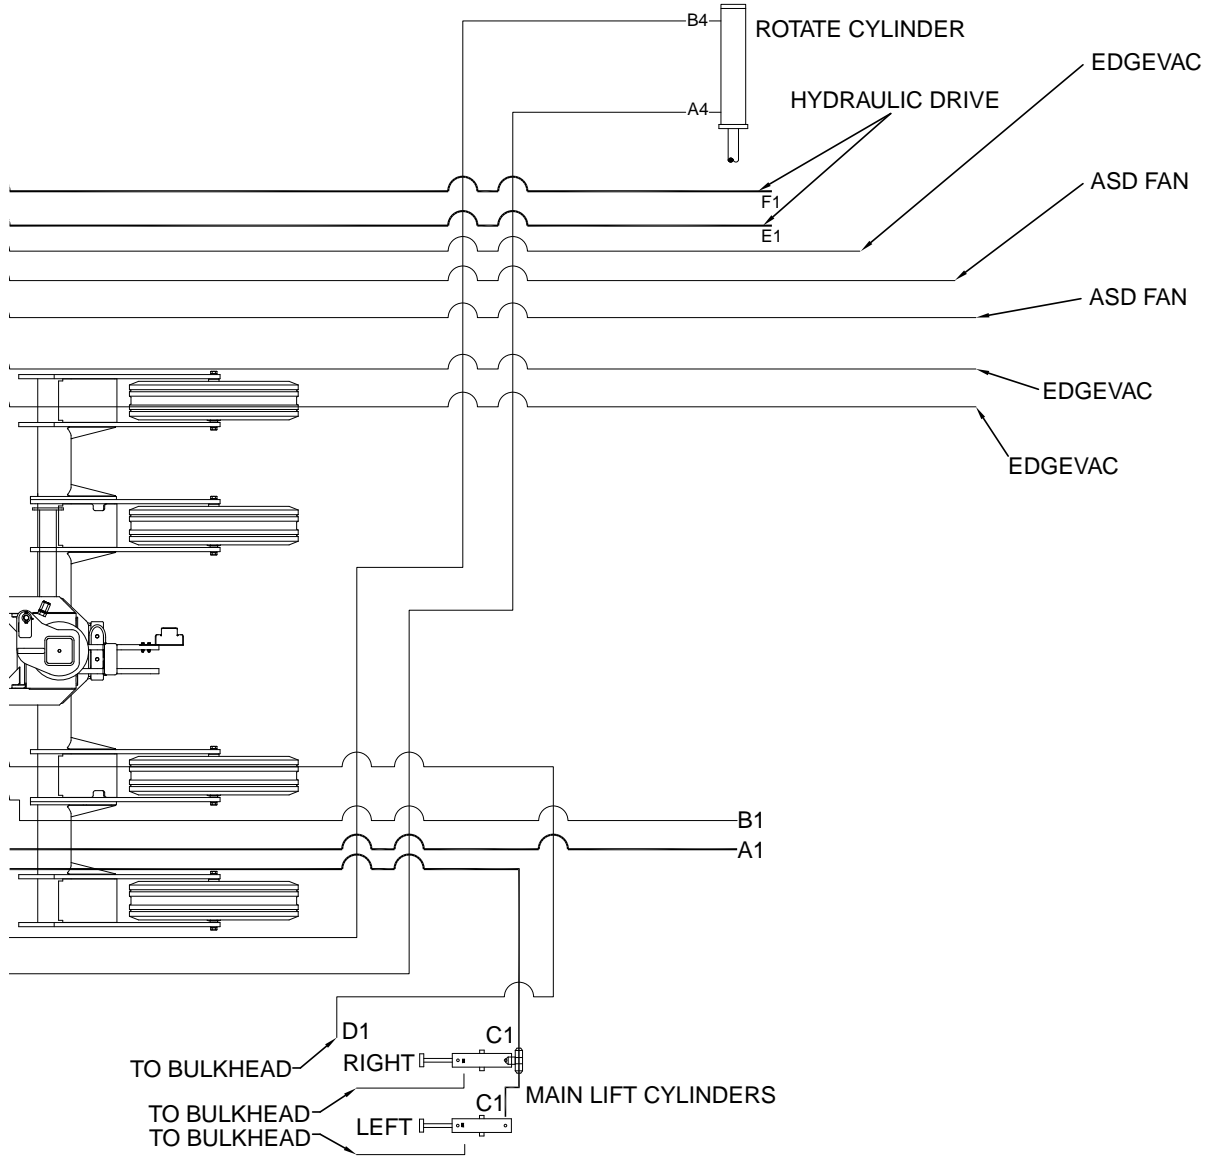 B4
ROTATE CYLINDER
EDGEVAC
HYDRAULIC DRIVE
A4
ASD FAN
F1
E1
ASD FAN
EDGEVAC
EDGEVAC
B1
A1
D1
C1
RIGHT
TO BULKHEAD
MAIN LIFT CYLINDERS
C1
TO BULKHEAD
LEFT
TO BULKHEAD